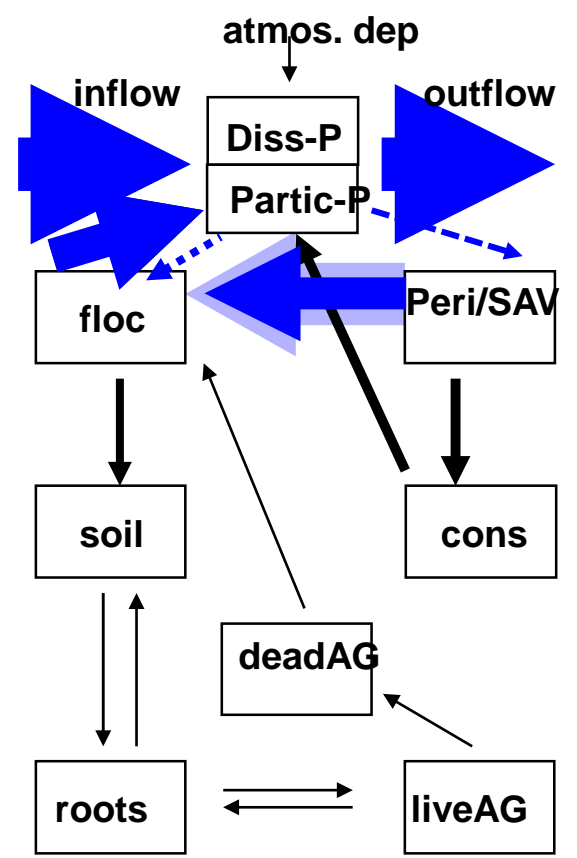 atmos. dep
inflow
outflow
Diss-P
Partic-P
floc
Peri/SAV
soil
cons
deadAG
roots
liveAG